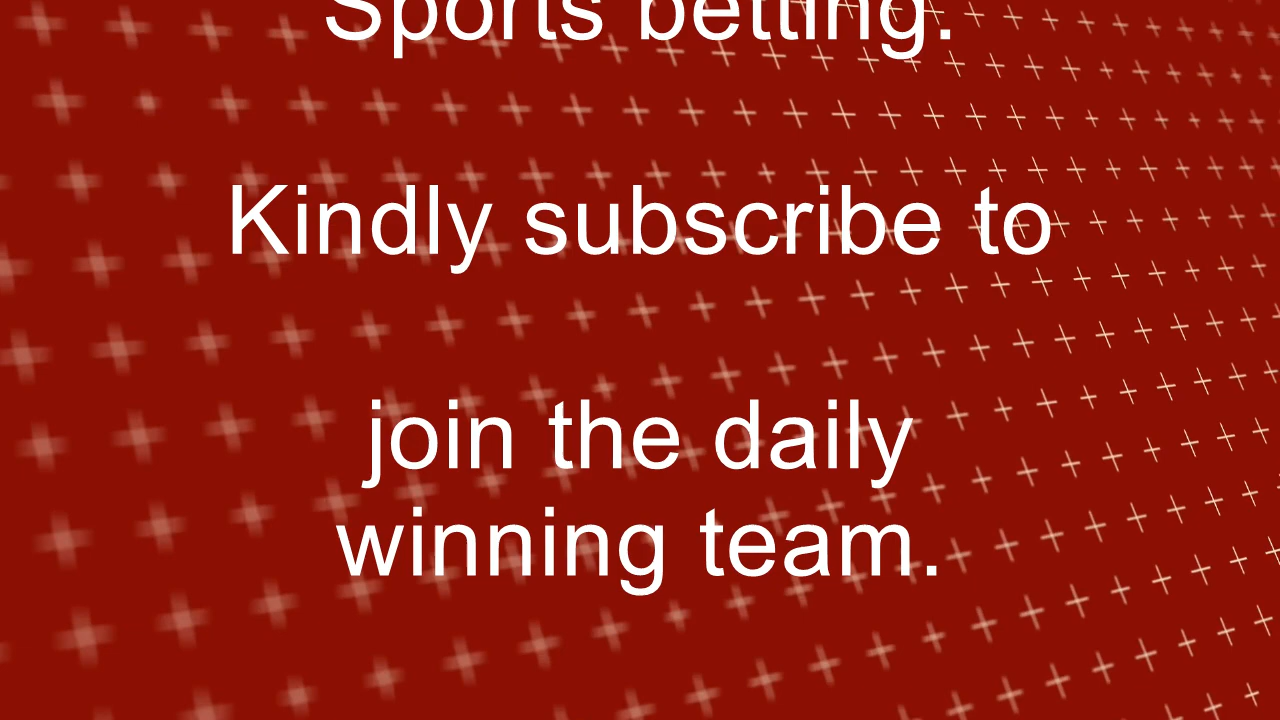 Sports betting.
Kindly subscribe to
join the daily
winning team.